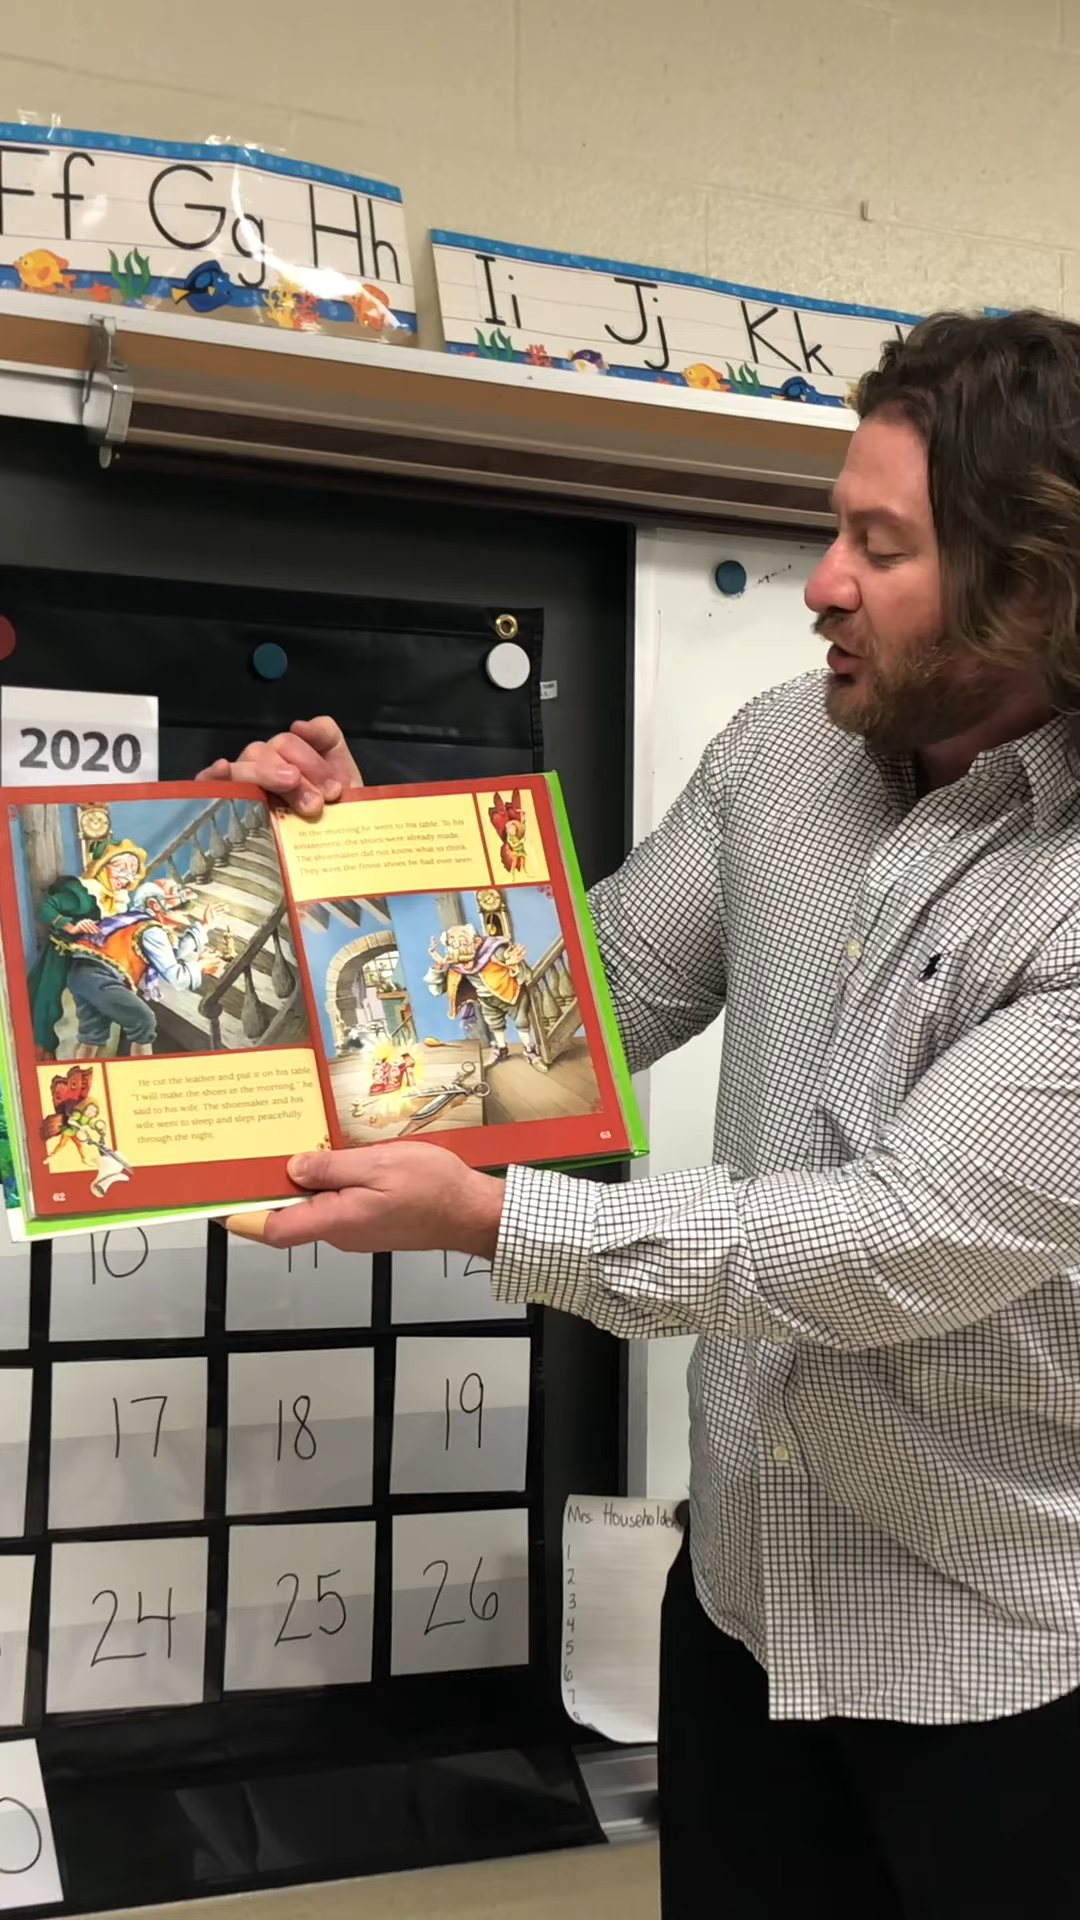 Ff Gg Hh
Ii Jj Kk
2020
In the morning he went to his table. To his
amazement, the shoes were already made.
The shoemaker did not know what to think.
They were the finest shoes he had ever seen.
He cut the leather and put it on his table.
"I will make the shoes in the morning," he
said to his wife. The shoemaker and his
wife went to sleep and slept peacefully
through the night.
62
63
10 11 12
17 18 19
24 25 26
Mrs. Householder
1
2
3
4
5
6
7